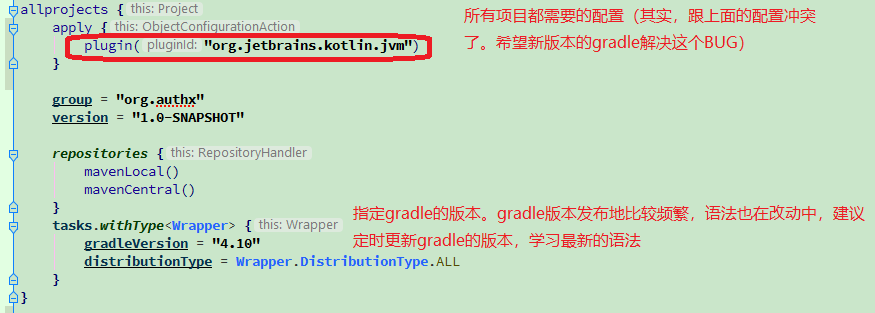 allprojects { this: Project
所有项目都需要的配置（其实，跟上面的配置冲突
apply { this: ObjectConfigurationAction
plugin( pluginId: "org.jetbrains.kotlin.jvm")
了。希望新版本的gradle解决这个BUG）
}
group = "org.authx"
version = "1.0-SNAPSHOT"
repositories { this: RepositoryHandler
mavenLocal()
mavenCentral()
}
指定gradle的版本。gradle版本发布地比较频繁，语法也在改动中，建议
tasks.withType<Wrapper> { this: Wrapper
gradleVersion = "4.10"
定时更新gradle的版本，学习最新的语法
distributionType = Wrapper.DistributionType.ALL
}
}